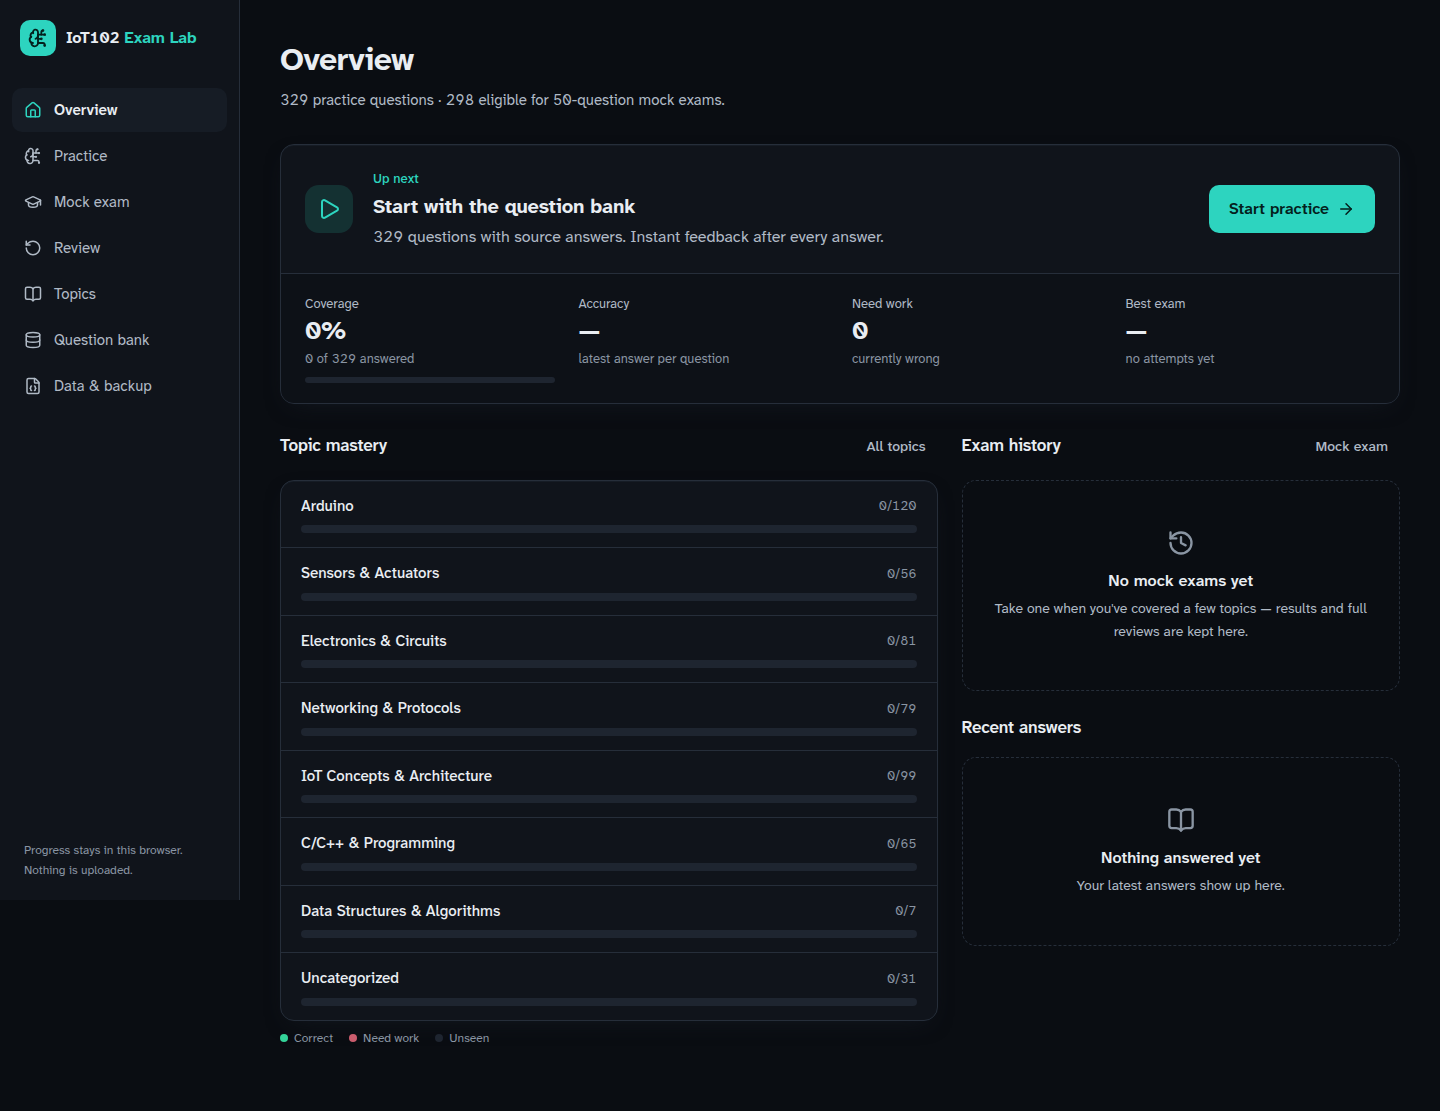 IoT102 Exam Lab
Overview
Practice
Mock exam
Review
Topics
Question bank
Data & backup
Progress stays in this browser.
Nothing is uploaded.
Overview
329 practice questions · 298 eligible for 50-question mock exams.
Up next
Start with the question bank
329 questions with source answers. Instant feedback after every answer.
Start practice
Coverage
0%
0 of 329 answered
Accuracy
—
latest answer per question
Need work
0
currently wrong
Best exam
—
no attempts yet
Topic mastery
All topics
Arduino 0/120
Sensors & Actuators 0/56
Electronics & Circuits 0/81
Networking & Protocols 0/79
IoT Concepts & Architecture 0/99
C/C++ & Programming 0/65
Data Structures & Algorithms 0/7
Uncategorized 0/31
Correct Need work Unseen
Exam history
Mock exam
No mock exams yet
Take one when you've covered a few topics — results and full
reviews are kept here.
Recent answers
Nothing answered yet
Your latest answers show up here.